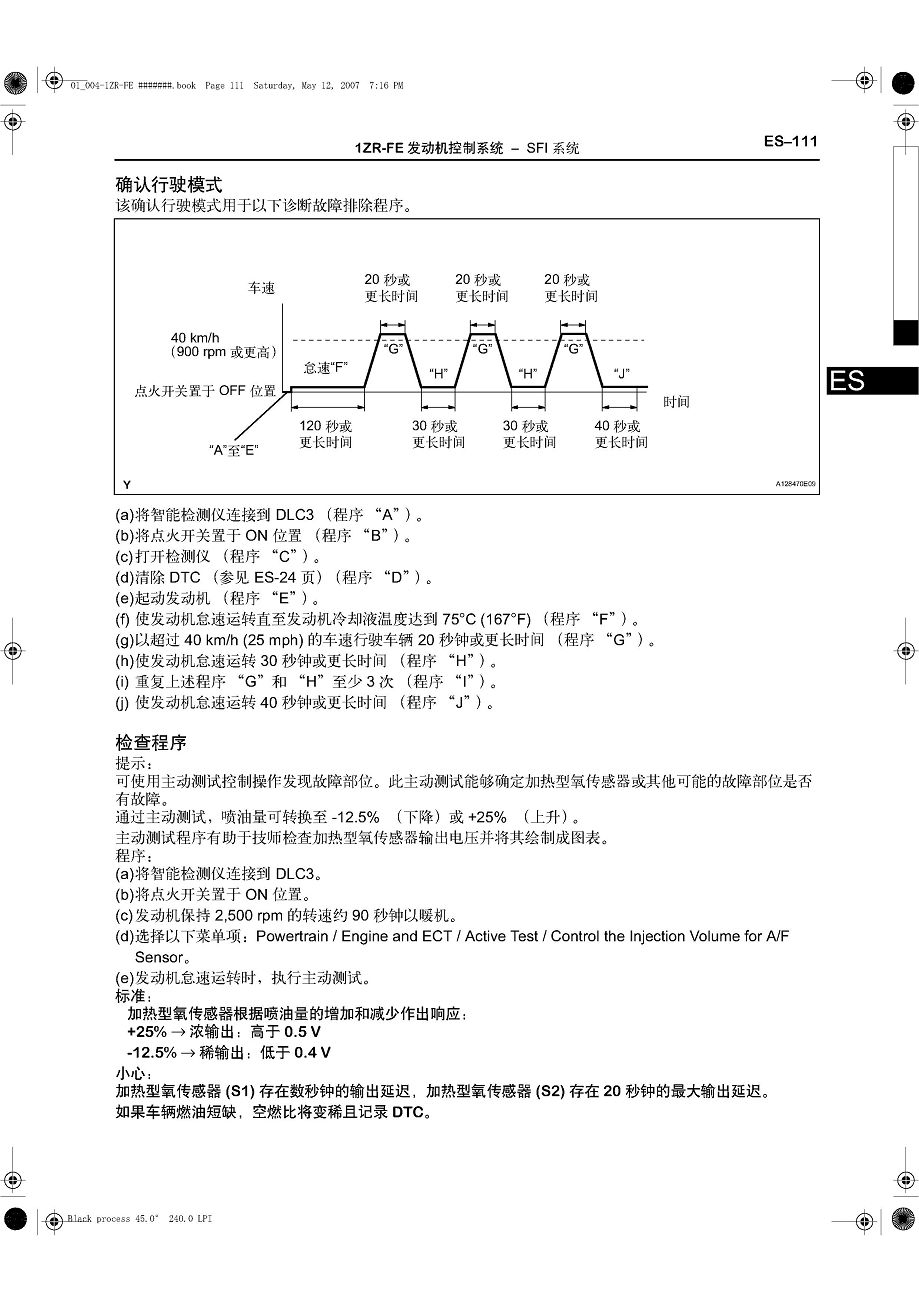 01_004-1ZR-FE #######.book Page 111 Saturday, May 12, 2007 7:16 PM
1ZR-FE 发动机控制系统 – SFI 系统
ES–111
确认行驶模式
该确认行驶模式用于以下诊断故障排除程序。
车速
20 秒或
更长时间
20 秒或
更长时间
20 秒或
更长时间
40 km/h
(900 rpm 或更高)
“G”
“G”
“G”
怠速“F”
“H”
“H”
“J”
点火开关置于 OFF 位置
时间
“A”至“E”
120 秒或
更长时间
30 秒或
更长时间
30 秒或
更长时间
40 秒或
更长时间
Y
A128470E09
ES
(a)将智能检测仪连接到 DLC3 (程序 “A”)。
(b)将点火开关置于 ON 位置 (程序 “B”)。
(c)打开检测仪 (程序 “C”)。
(d)清除 DTC (参见 ES-24 页) (程序 “D”)。
(e)起动发动机 (程序 “E”)。
(f) 使发动机怠速运转直至发动机冷却液温度达到 75°C (167°F) (程序 “F”)。
(g)以超过 40 km/h (25 mph) 的车速行驶车辆 20 秒钟或更长时间 (程序 “G”)。
(h)使发动机怠速运转 30 秒钟或更长时间 (程序 “H”)。
(i) 重复上述程序 “G” 和 “H” 至少 3 次 (程序 “I”)。
(j) 使发动机怠速运转 40 秒钟或更长时间 (程序 “J”)。
检查程序
提示：
可使用主动测试控制操作发现故障部位。此主动测试能够确定加热型氧传感器或其他可能的故障部位是否
有故障。
通过主动测试，喷油量可转换至 -12.5% (下降) 或 +25% (上升)。
主动测试程序有助于技师检查加热型氧传感器输出电压并将其绘制成图表。
程序：
(a)将智能检测仪连接到 DLC3。
(b)将点火开关置于 ON 位置。
(c)发动机保持 2,500 rpm 的转速约 90 秒钟以暖机。
(d)选择以下菜单项：Powertrain / Engine and ECT / Active Test / Control the Injection Volume for A/F
Sensor。
(e)发动机怠速运转时，执行主动测试。
标准：
加热型氧传感器根据喷油量的增加和减少作出响应：
+25% → 浓输出：高于 0.5 V
-12.5% → 稀输出：低于 0.4 V
小心：
加热型氧传感器 (S1) 存在数秒钟的输出延迟，加热型氧传感器 (S2) 存在 20 秒钟的最大输出延迟。
如果车辆燃油短缺，空燃比将变稀且记录 DTC。
Black process 45.0° 240.0 LPI